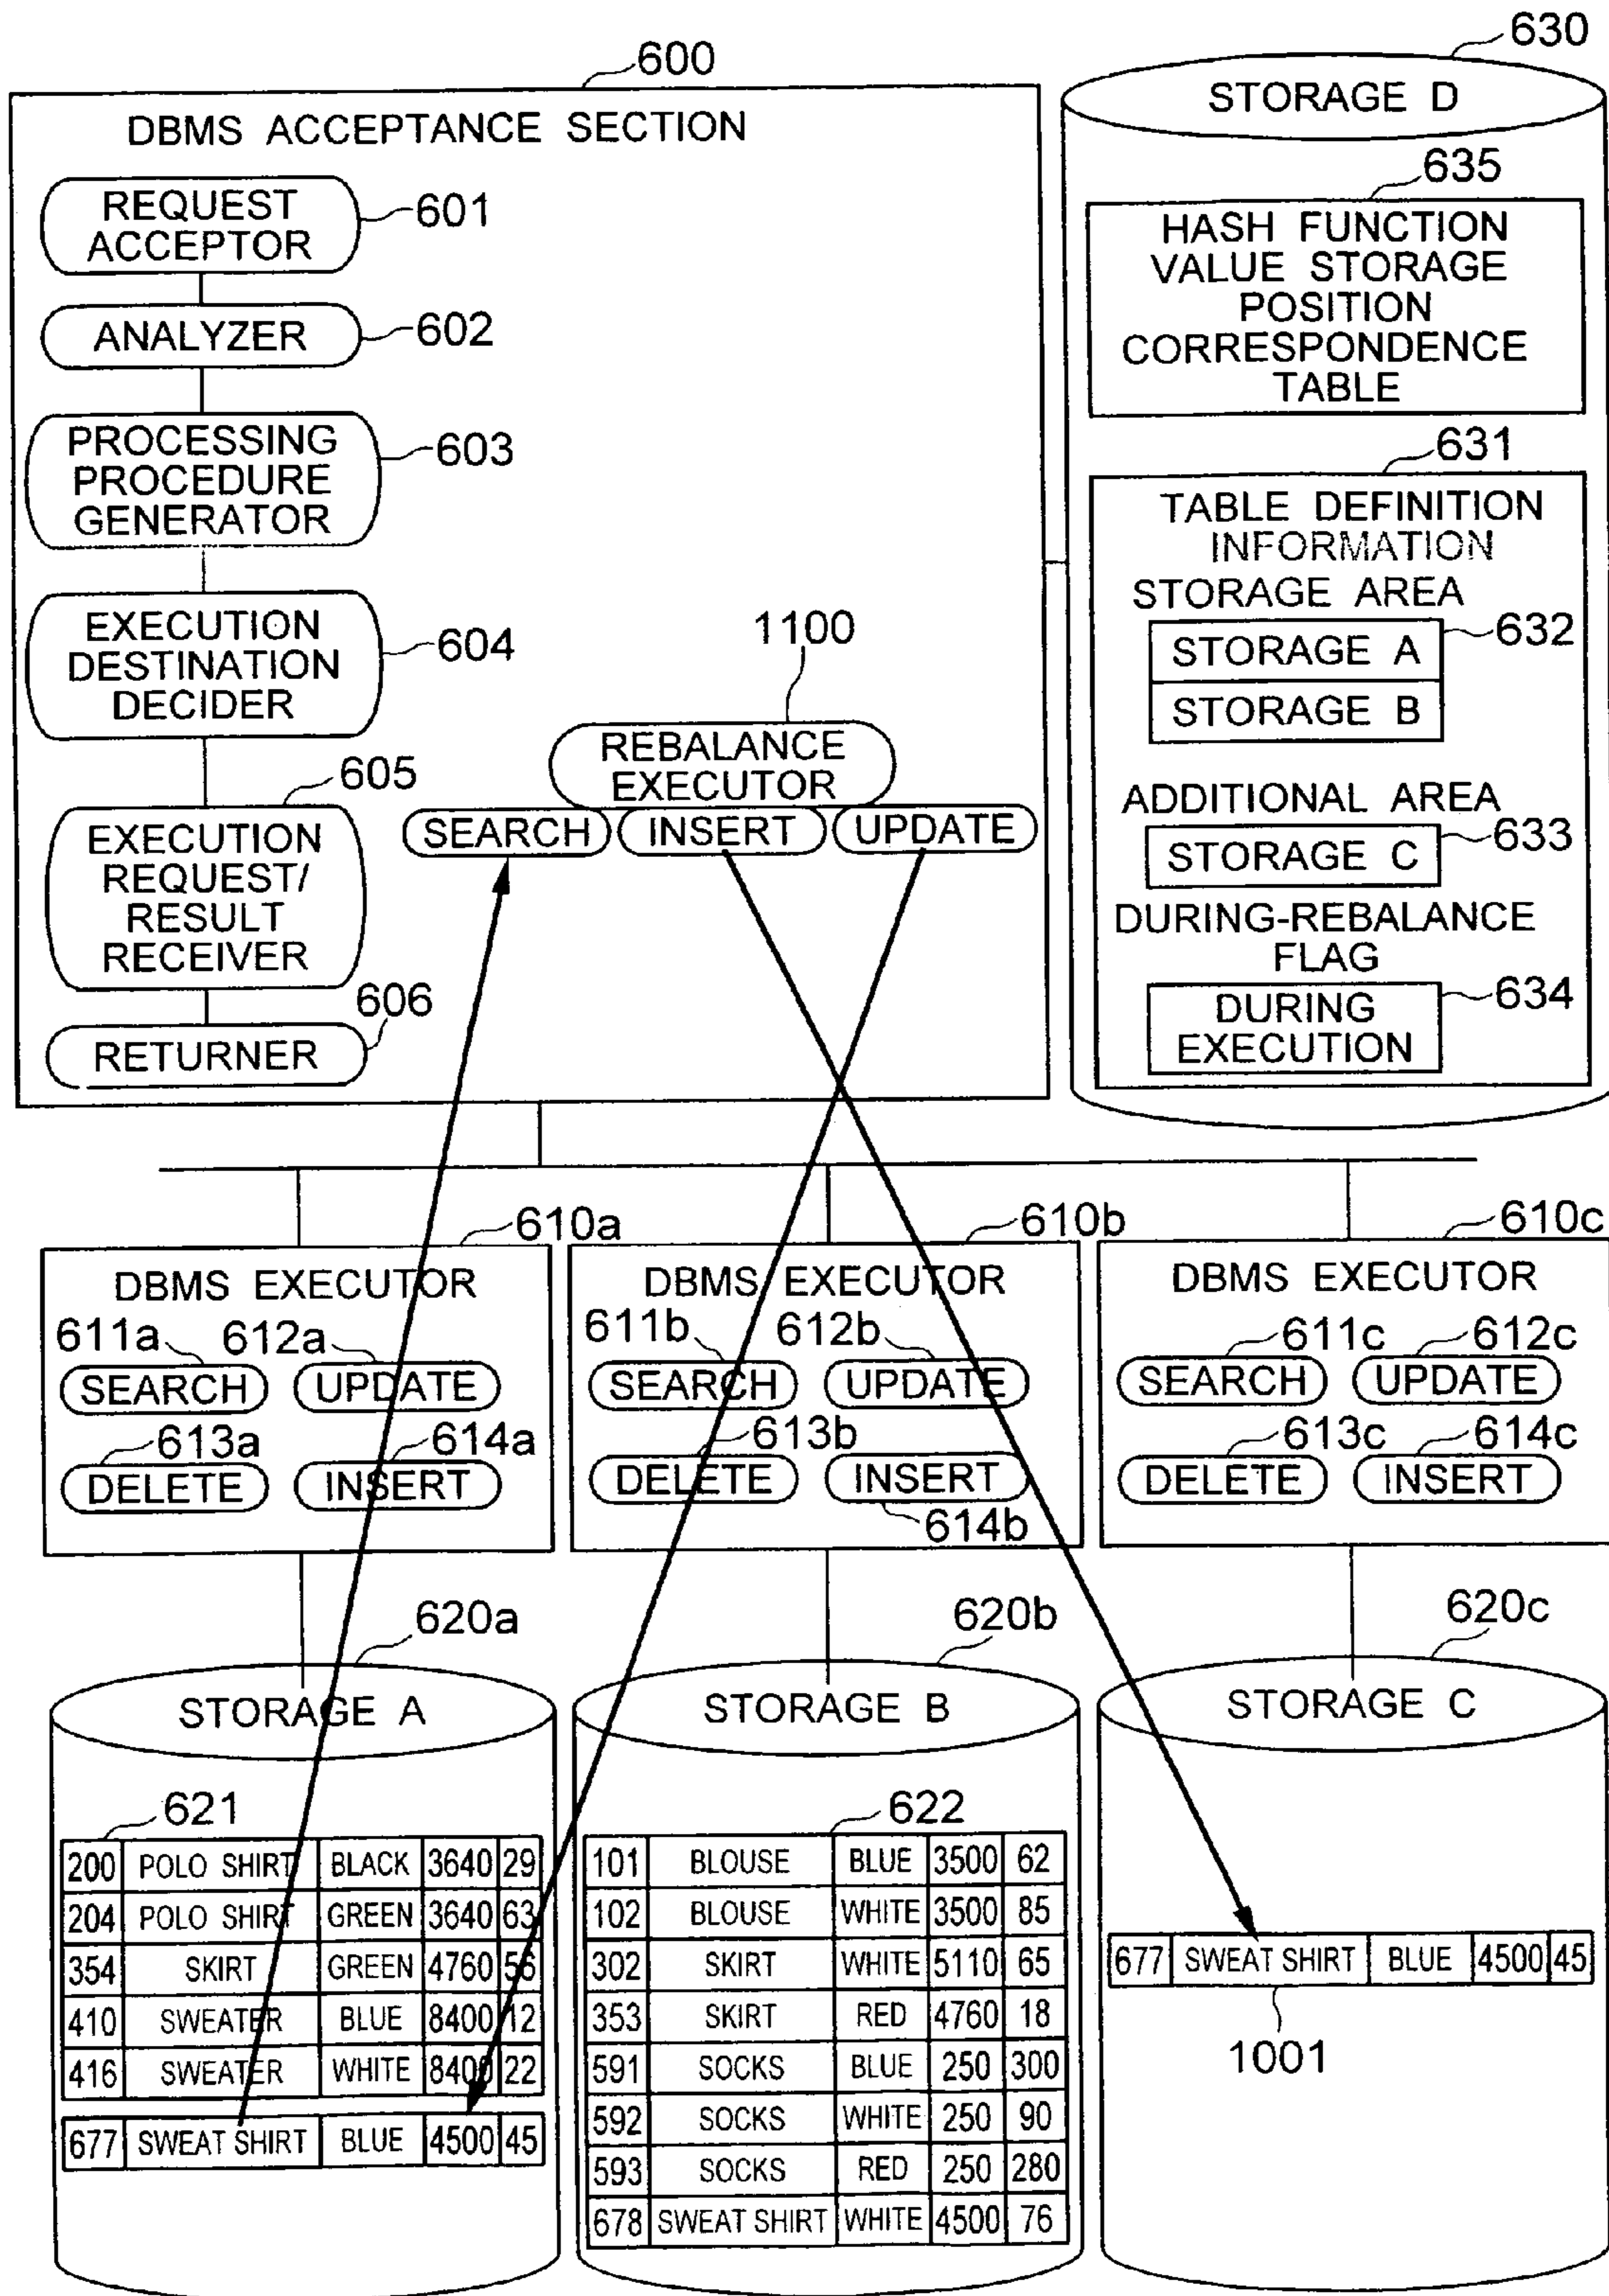 600
DBMS ACCEPTANCE SECTION
REQUEST
ACCEPTOR
601
ANALYZER
602
PROCESSING
PROCEDURE
GENERATOR
603
EXECUTION
DESTINATION
DECIDER
604
605
EXECUTION
REQUEST/
RESULT
RECEIVER
606
RETURNER
1100
REBALANCE
EXECUTOR
SEARCH
INSERT
UPDATE
630
STORAGE D
635
HASH FUNCTION
VALUE STORAGE
POSITION
CORRESPONDENCE
TABLE
631
TABLE DEFINITION
INFORMATION
STORAGE AREA
632
STORAGE A
STORAGE B
ADDITIONAL AREA
633
STORAGE C
DURING-REBALANCE
FLAG
634
DURING
EXECUTION
610a
DBMS EXECUTOR
611a
612a
SEARCH
UPDATE
613a
614a
DELETE
INSERT
610b
DBMS EXECUTOR
611b
612b
SEARCH
UPDATE
613b
DELETE
INSERT
614b
610c
DBMS EXECUTOR
611c
612c
SEARCH
UPDATE
613c
614c
DELETE
INSERT
620a
STORAGE A
621
200 POLO SHIRT BLACK 3640 29
204 POLO SHIRT GREEN 3640 63
354 SKIRT GREEN 4760 56
410 SWEATER BLUE 8400 12
416 SWEATER WHITE 8400 22
677 SWEAT SHIRT BLUE 4500 45
620b
STORAGE B
622
101 BLOUSE BLUE 3500 62
102 BLOUSE WHITE 3500 85
302 SKIRT WHITE 5110 65
353 SKIRT RED 4760 18
591 SOCKS BLUE 250 300
592 SOCKS WHITE 250 90
593 SOCKS RED 250 280
678 SWEAT SHIRT WHITE 4500 76
620c
STORAGE C
677 SWEAT SHIRT BLUE 4500 45
1001